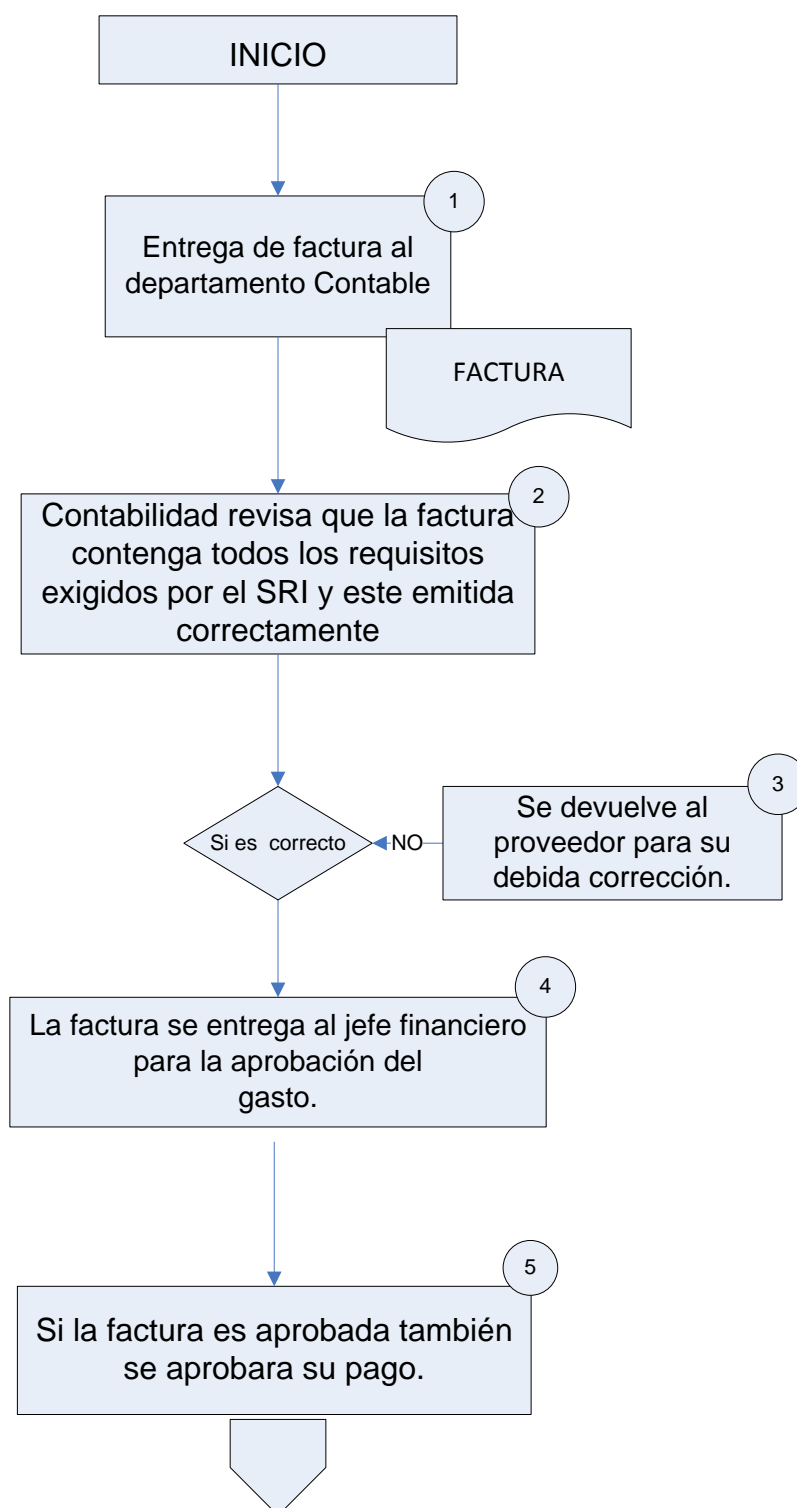 INICIO
1
Entrega de factura al
departamento Contable
FACTURA
2
Contabilidad revisa que la factura
contenga todos los requisitos
exigidos por el SRI y este emitida
correctamente
3
Se devuelve al
proveedor para su
debida corrección.
Si es correcto
NO
4
La factura se entrega al jefe financiero
para la aprobación del
gasto.
5
Si la factura es aprobada también
se aprobara su pago.